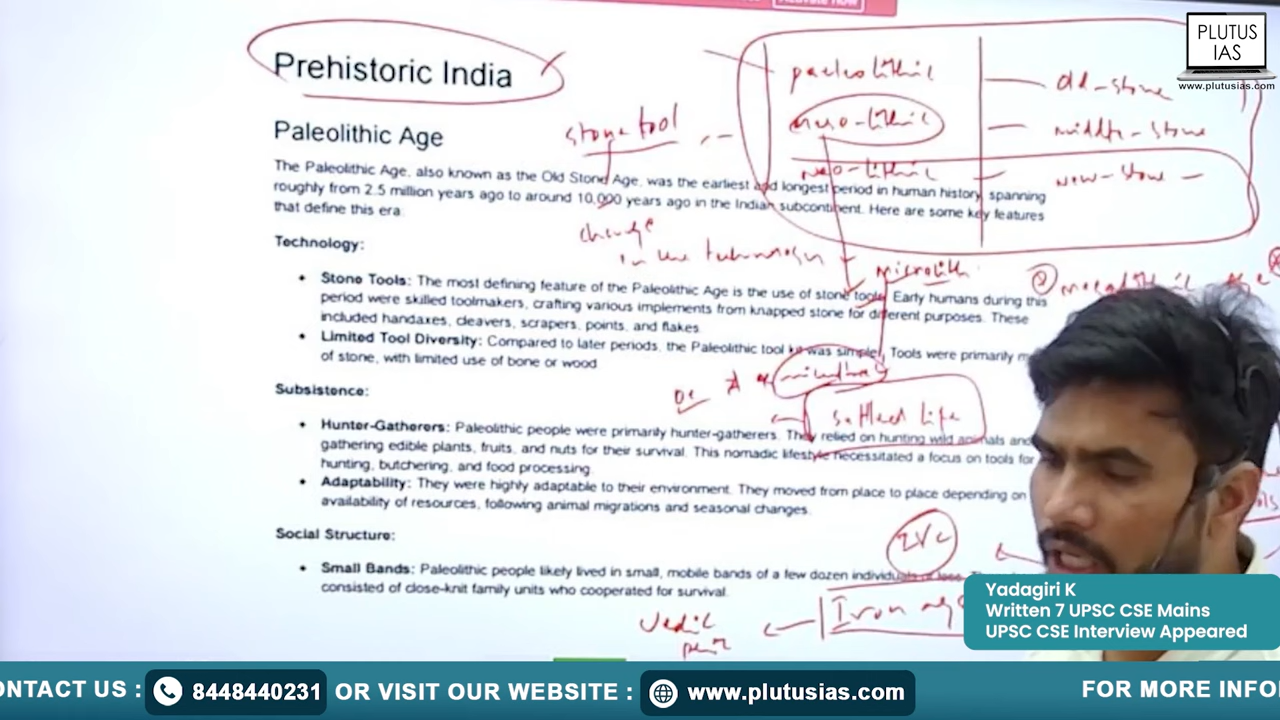 PLUTUS
IAS
www.plutusias.com
Prehistoric India
paleolithic
old-stone
meso-lithic
middle-stone
neo-lithic
new-stone
stone tool
Paleolithic Age
The Paleolithic Age, also known as the Old Stone Age, was the earliest and longest period in human history, spanning
roughly from 2.5 million years ago to around 10,000 years ago in the Indian subcontinent. Here are some key features
that define this era
change
in the
microlith
Technology:
• Stone Tools: The most defining feature of the Paleolithic Age is the use of stone tools. Early humans during this
period were skilled toolmakers, crafting various implements from knapped stone for different purposes. These
included handaxes, cleavers, scrapers, points, and flakes
• Limited Tool Diversity: Compared to later periods, the Paleolithic tool was simple. Tools were primarily
of stone, with limited use of bone or wood
settled life
Subsistence:
• Hunter-Gatherers: Paleolithic people were primarily hunter-gatherers. They relied on hunting wild animals and
gathering edible plants, fruits, and nuts for their survival. This nomadic lifestyle necessitated a focus on tools for
hunting, butchering, and food processing.
• Adaptability: They were highly adaptable to their environment. They moved from place to place depending on
availability of resources, following animal migrations and seasonal changes.
IVC
Social Structure:
• Small Bands: Paleolithic people likely lived in small, mobile bands of a few dozen individuals
consisted of close-knit family units who cooperated for survival.
Iron
Vedic
Yadagiri K
Written 7 UPSC CSE Mains
UPSC CSE Interview Appeared
ONTACT US : 8448440231 OR VISIT OUR WEBSITE : www.plutusias.com FOR MORE INFO